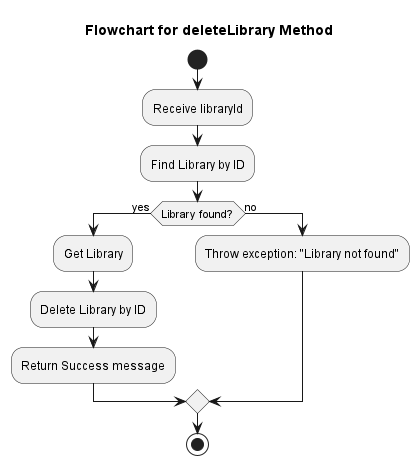 Flowchart for deleteLibrary Method
Receive libraryId
Find Library by ID
yes
Library found?
no
Get Library
Throw exception: "Library not found"
Delete Library by ID
Return Success message